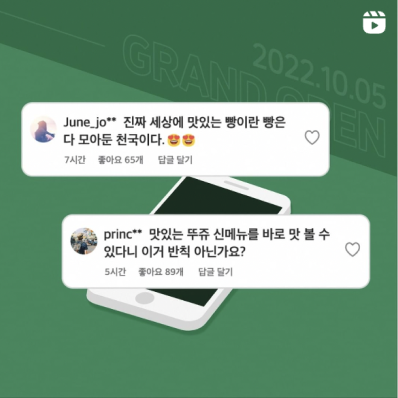 2022.10.05
GRAND OPEN
June_jo** 진짜 세상에 맛있는 빵이란 빵은
다 모아둔 천국이다.😍😍
7시간 좋아요 65개 답글 달기
princ** 맛있는 뚜쥬 신메뉴를 바로 맛 볼 수
있다니 이거 반칙 아닌가요?
5시간 좋아요 89개 답글 달기